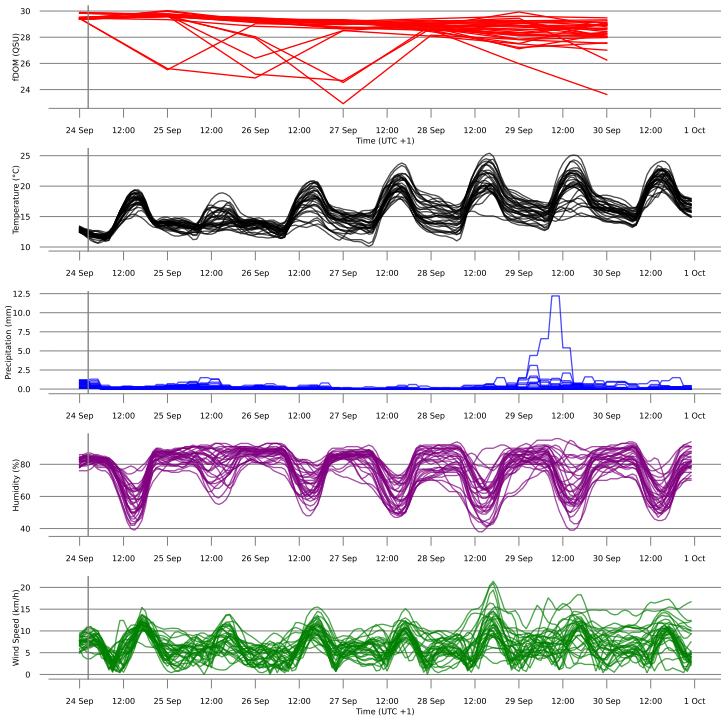 30
28
26
24
fDOM (QSU)
24 Sep 12:00 25 Sep 12:00 26 Sep 12:00 27 Sep 12:00 28 Sep 12:00 29 Sep 12:00 30 Sep 12:00 1 Oct
Time (UTC +1)
25
20
15
10
Temperature (°C)
24 Sep 12:00 25 Sep 12:00 26 Sep 12:00 27 Sep 12:00 28 Sep 12:00 29 Sep 12:00 30 Sep 12:00 1 Oct
12.5
10.0
7.5
5.0
2.5
0.0
Precipitation (mm)
24 Sep 12:00 25 Sep 12:00 26 Sep 12:00 27 Sep 12:00 28 Sep 12:00 29 Sep 12:00 30 Sep 12:00 1 Oct
80
60
40
Humidity (%)
24 Sep 12:00 25 Sep 12:00 26 Sep 12:00 27 Sep 12:00 28 Sep 12:00 29 Sep 12:00 30 Sep 12:00 1 Oct
20
15
10
5
0
Wind Speed (km/h)
24 Sep 12:00 25 Sep 12:00 26 Sep 12:00 27 Sep 12:00 28 Sep 12:00 29 Sep 12:00 30 Sep 12:00 1 Oct
Time (UTC +1)